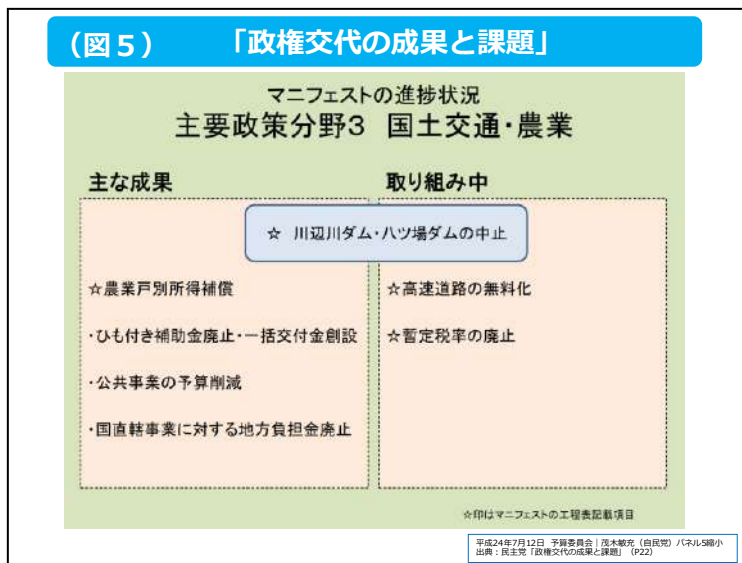 (図5) 「政権交代の成果と課題」
マニフェストの進捗状況
主要政策分野3 国土交通・農業
主な成果
取り組み中
☆ 川辺川ダム・八ツ場ダムの中止
☆農業戸別所得補償
・ひも付き補助金廃止・一括交付金創設
・公共事業の予算削減
・国直轄事業に対する地方負担金廃止
☆高速道路の無料化
☆暫定税率の廃止
☆印はマニフェストの工程表記載項目
平成24年7月12日 予算委員会｜茂木敏充（自民党）パネル5縮小
出典：民主党「政権交代の成果と課題」（P22）